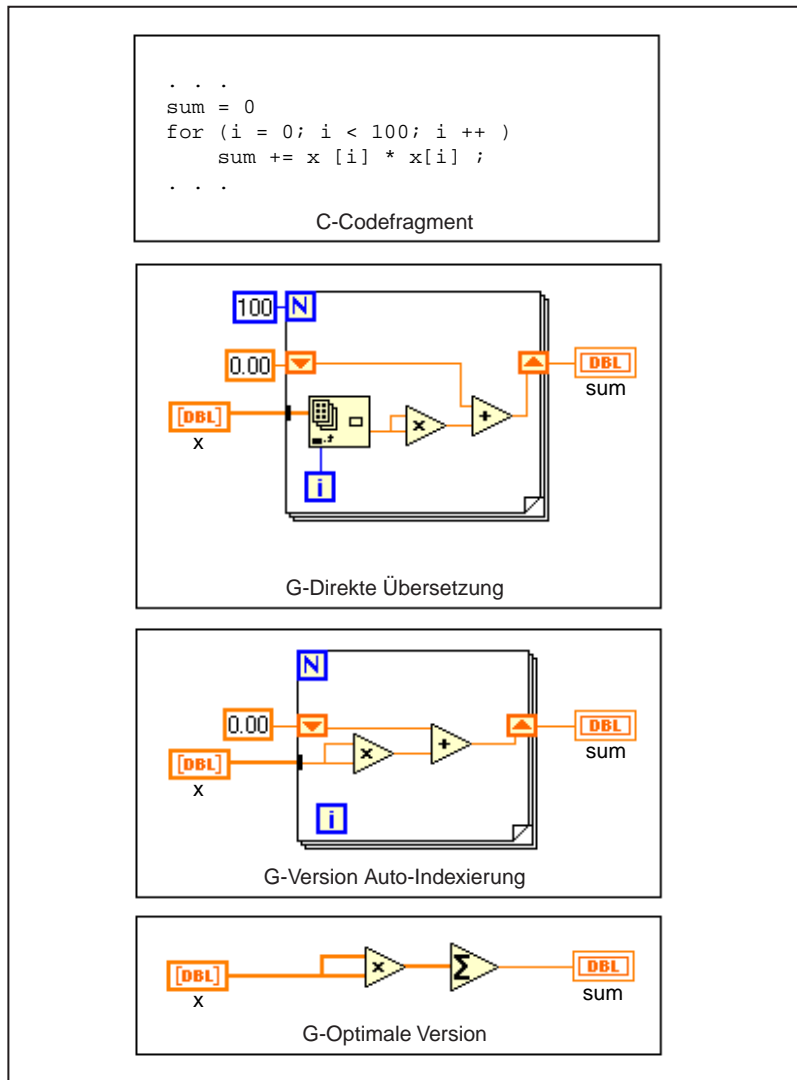 . . .
sum = 0
for (i = 0; i < 100; i ++ )
sum += x [i] * x[i] ;
. . .
C-Codefragment
100 N
0.00
DBL
sum
[DBL]
x
×
+
i
G-Direkte Übersetzung
N
0.00
DBL
sum
[DBL]
x
×
+
i
G-Version Auto-Indexierung
[DBL]
x
×
Σ
DBL
sum
G-Optimale Version